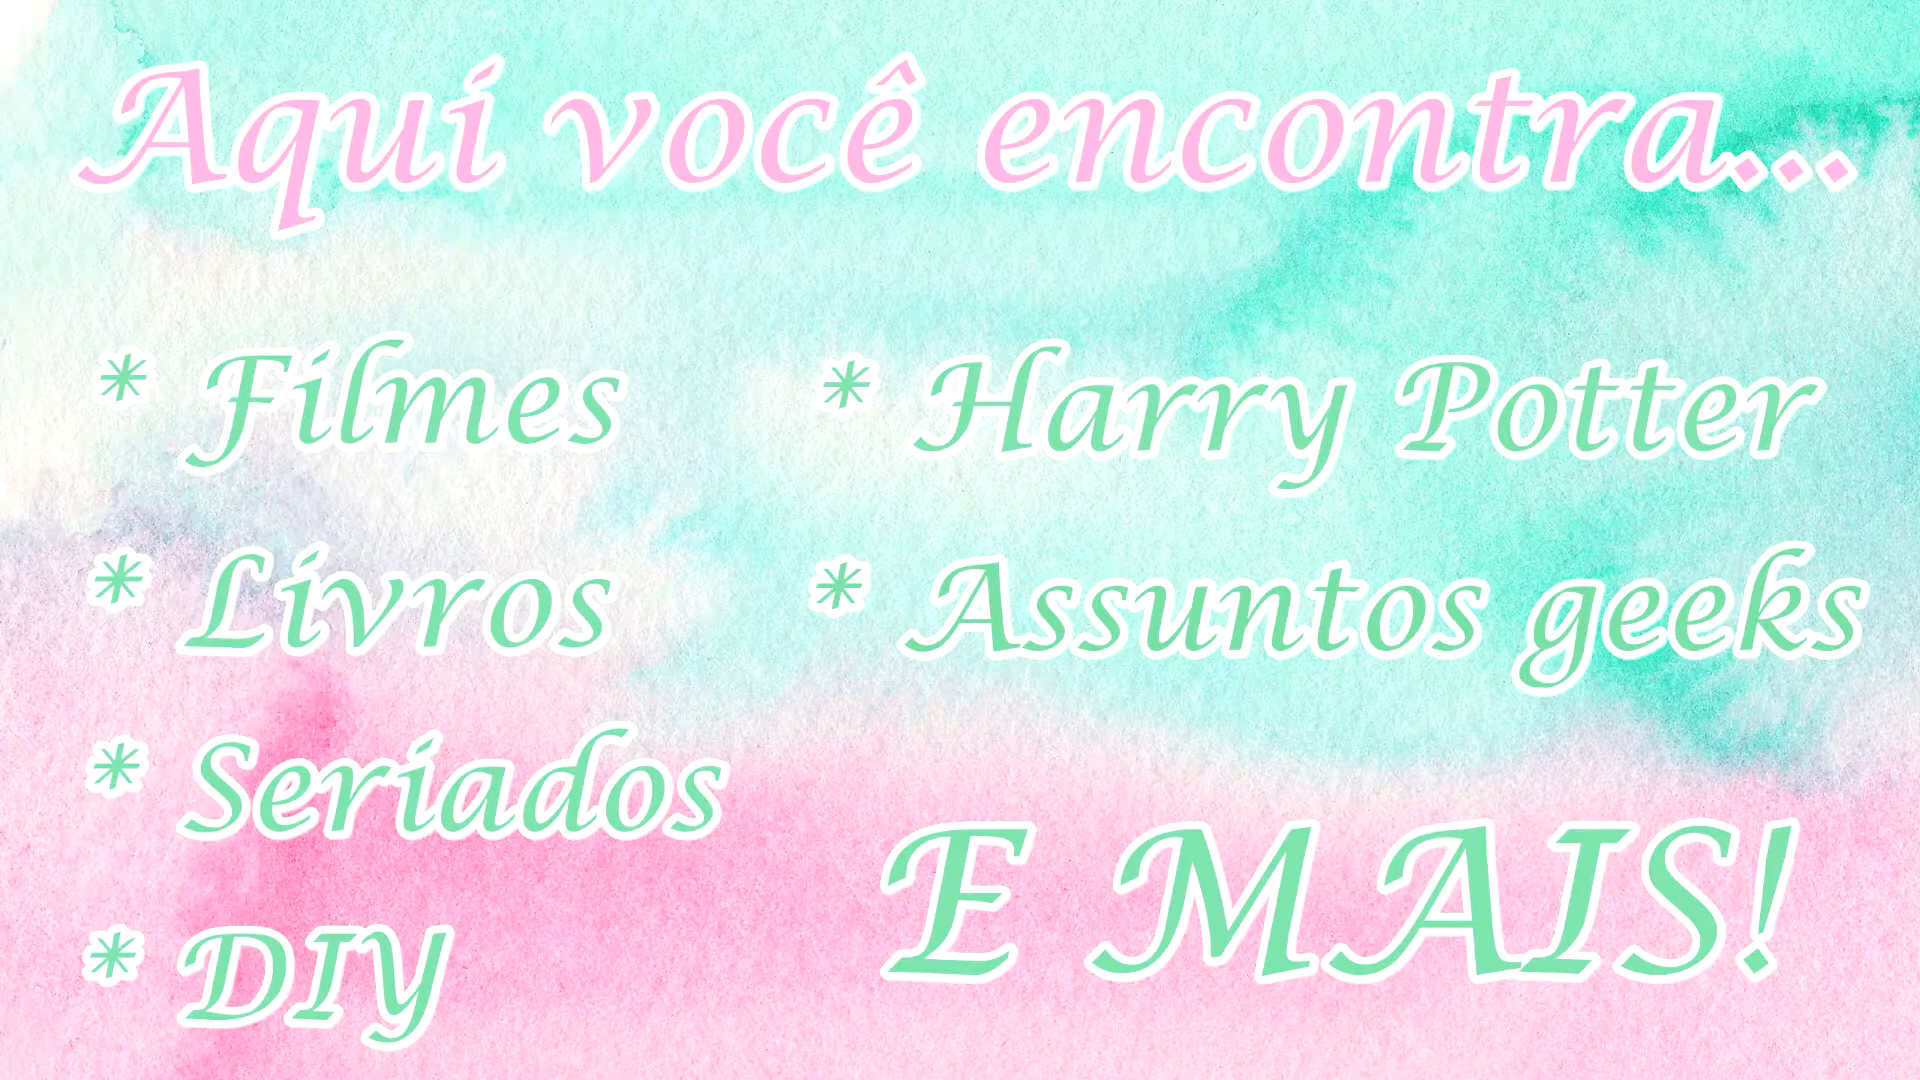 Aqui você encontra...
* Filmes
* Livros
* Seriados
* DIY
* Harry Potter
* Assuntos geeks
E MAIS!